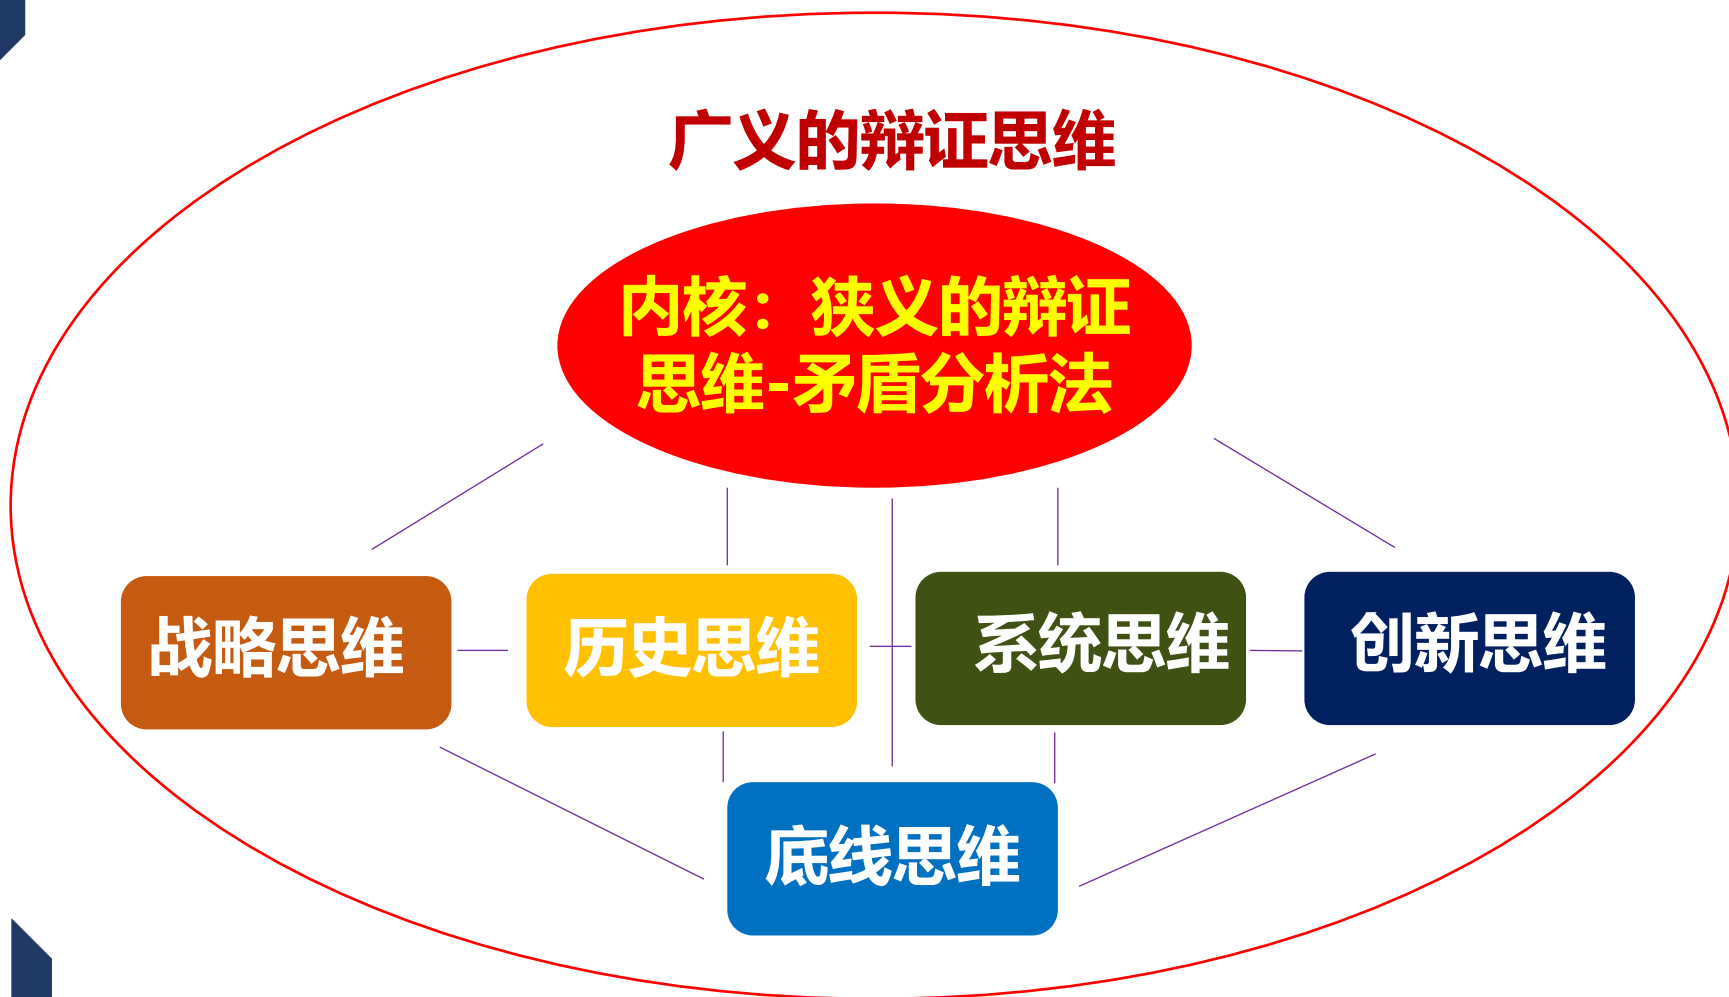 广义的辩证思维
内核：狭义的辩证
思维-矛盾分析法
战略思维
历史思维
系统思维
创新思维
底线思维